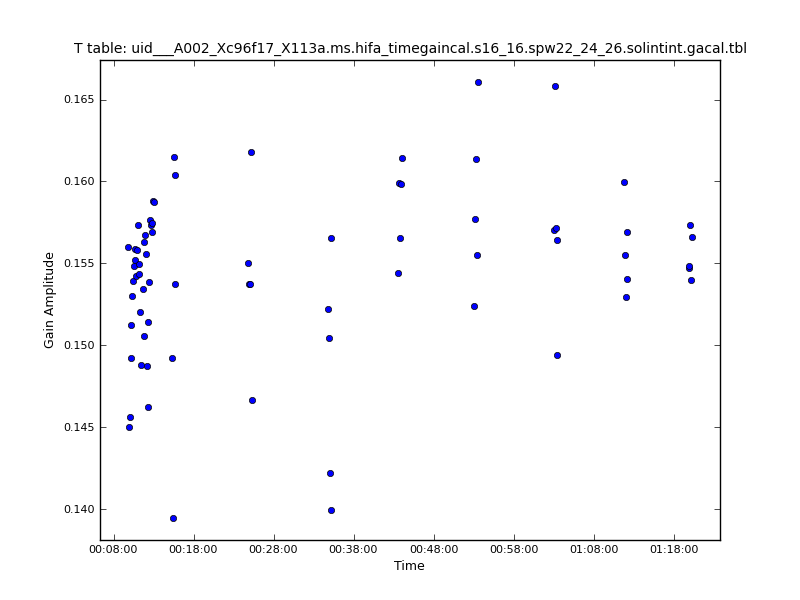 T table: uid___A002_Xc96f17_X113a.ms.hifa_timegaincal.s16_16.spw22_24_26.solintint.gacal.tbl
0.165
0.160
0.155
0.150
0.145
0.140
Gain Amplitude
00:08:00 00:18:00 00:28:00 00:38:00 00:48:00 00:58:00 01:08:00 01:18:00
Time